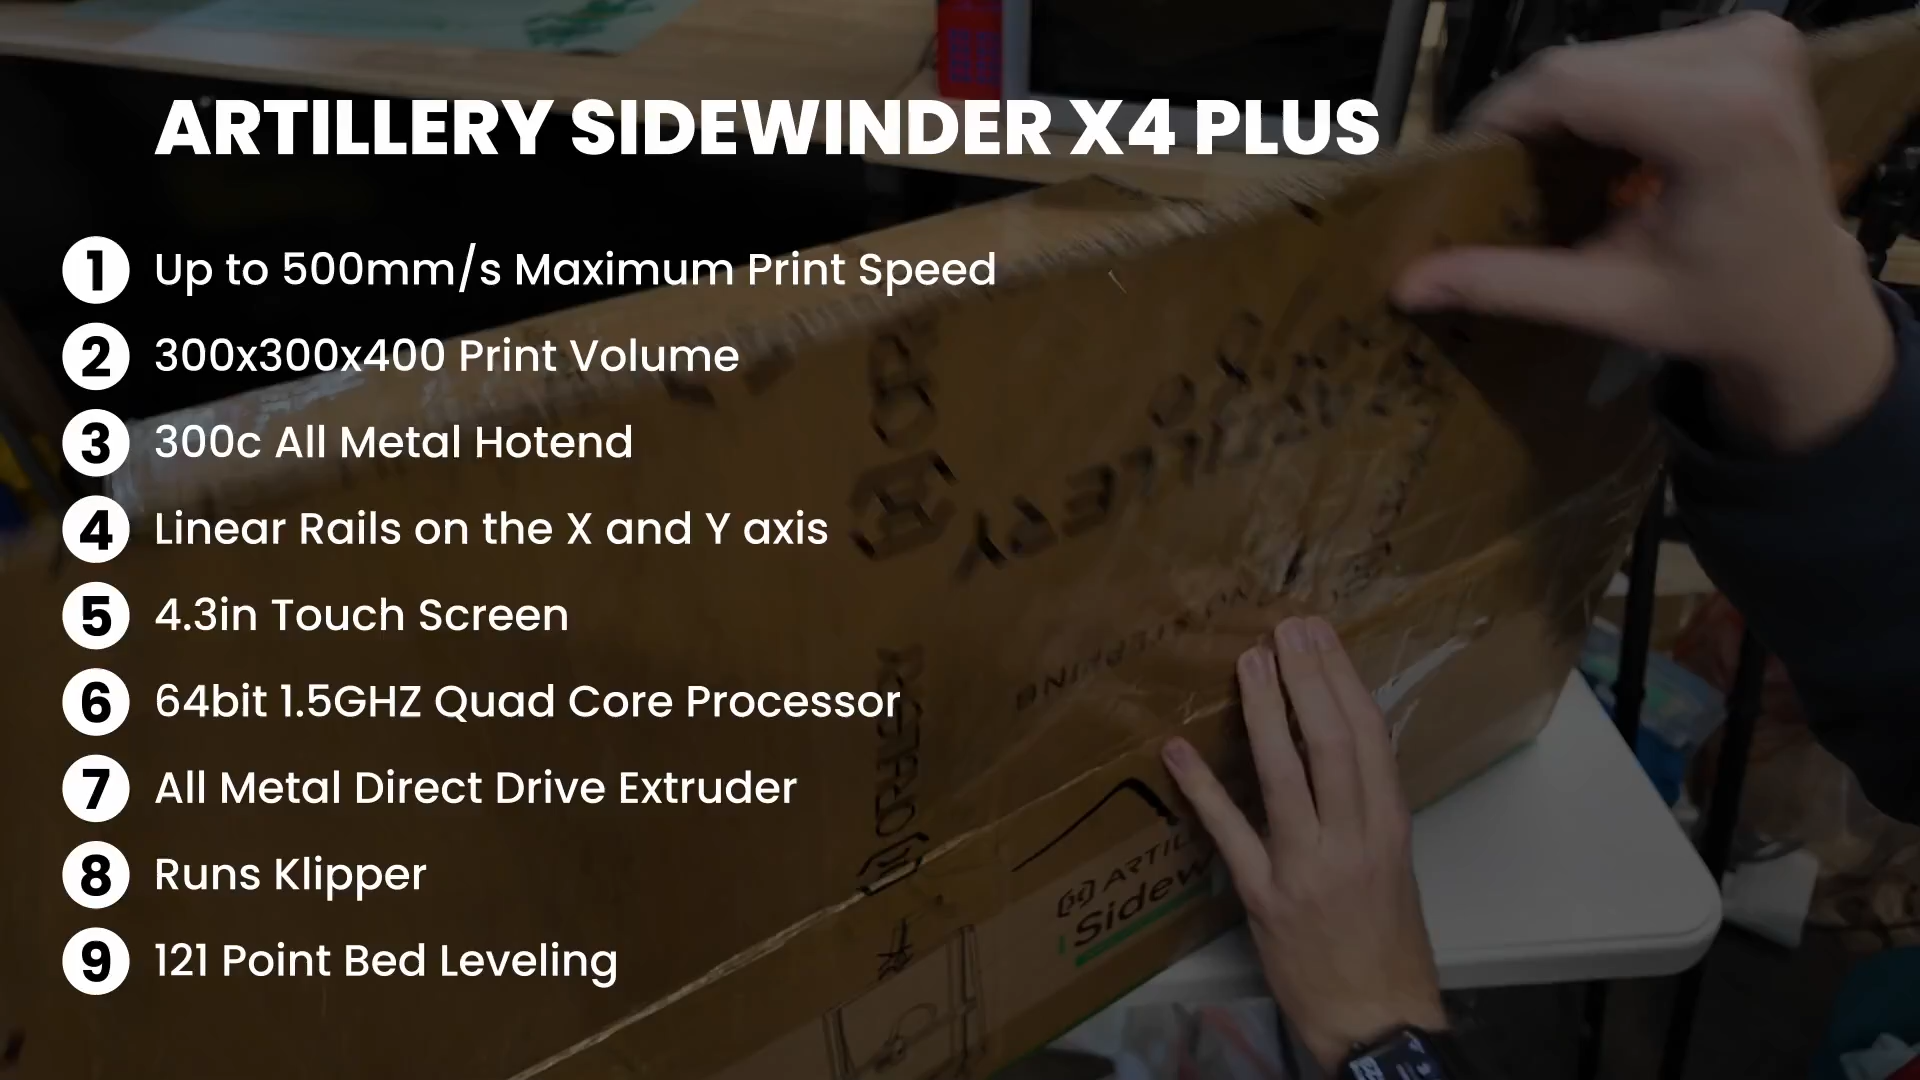 ARTILLERY SIDEWINDER X4 PLUS
1 Up to 500mm/s Maximum Print Speed
2 300x300x400 Print Volume
3 300c All Metal Hotend
4 Linear Rails on the X and Y axis
5 4.3in Touch Screen
6 64bit 1.5GHZ Quad Core Processor
7 All Metal Direct Drive Extruder
8 Runs Klipper
9 121 Point Bed Leveling